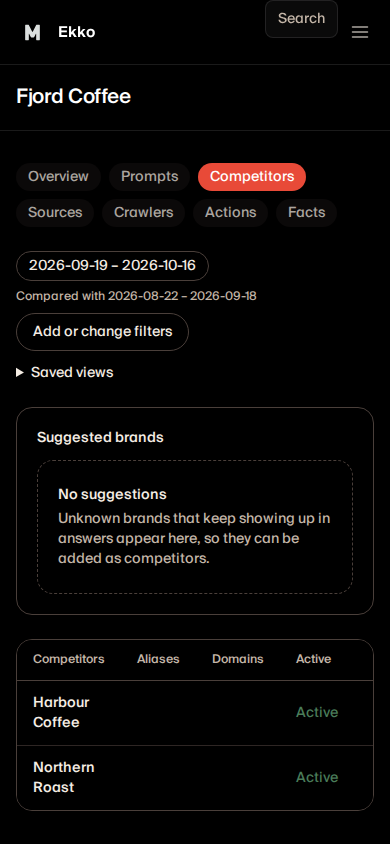 Ekko
Search
Fjord Coffee
Overview Prompts Competitors
Sources Crawlers Actions Facts
2026-09-19 – 2026-10-16
Compared with 2026-08-22 – 2026-09-18
Add or change filters
Saved views
Suggested brands
No suggestions
Unknown brands that keep showing up in
answers appear here, so they can be
added as competitors.
Competitors Aliases Domains Active
Harbour
Coffee
Active
Northern
Roast
Active